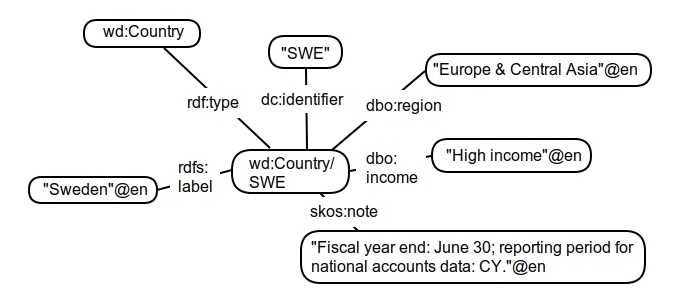 wd:Country
"SWE"
"Europe & Central Asia"@en
rdf:type
dc:identifier
dbo:region
"Sweden"@en
rdfs:
label
wd:Country/
SWE
dbo:
income
"High income"@en
skos:note
"Fiscal year end: June 30; reporting period for
national accounts data: CY."@en